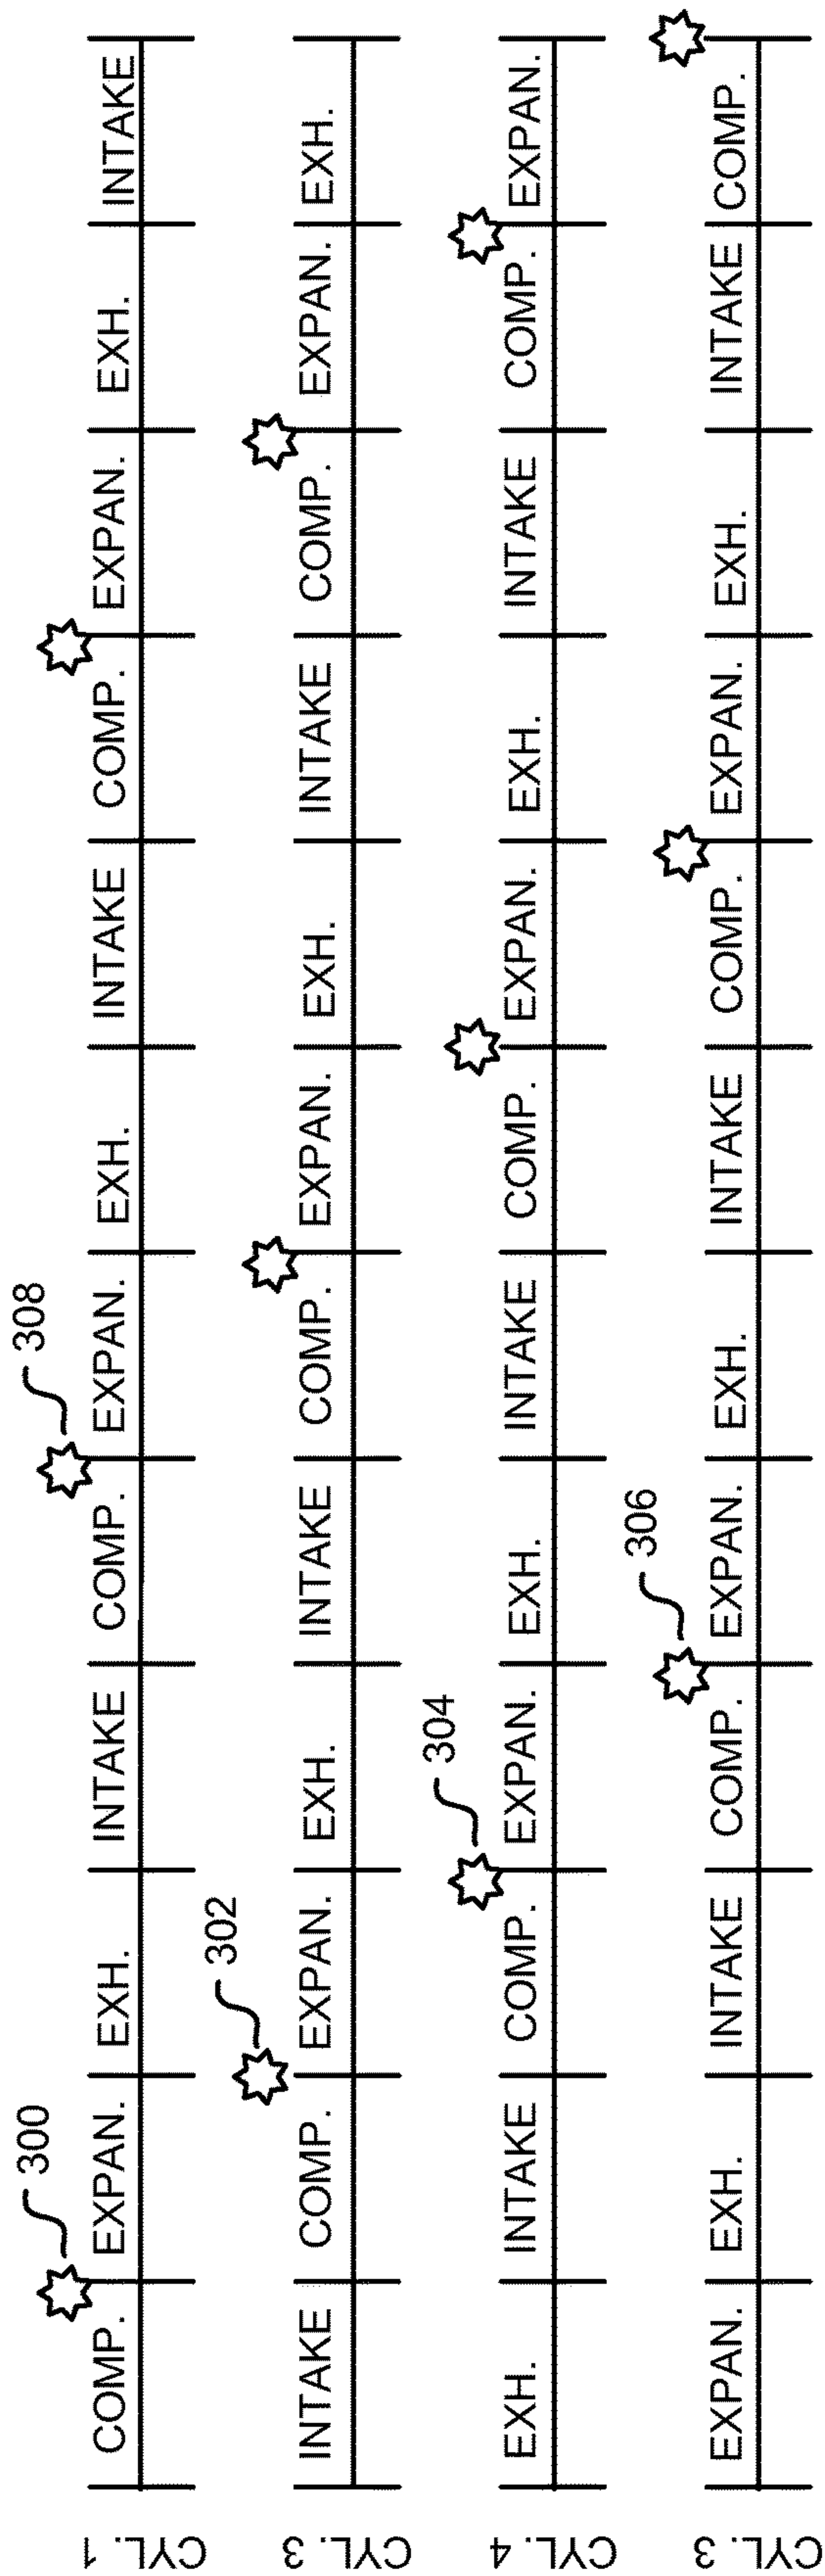 300 308
CYL. 1 COMP. EXPAN. EXH. INTAKE COMP. EXPAN. EXH. INTAKE COMP. EXPAN. EXH. INTAKE
302
CYL. 3 INTAKE COMP. EXPAN. EXH. INTAKE COMP. EXPAN. EXH. INTAKE COMP. EXPAN. EXH.
304
CYL. 4 EXH. INTAKE COMP. EXPAN. EXH. INTAKE COMP. EXPAN. EXH. INTAKE COMP. EXPAN.
306
CYL. 3 EXPAN. EXH. INTAKE COMP. EXPAN. EXH. INTAKE COMP. EXPAN. EXH. INTAKE COMP.